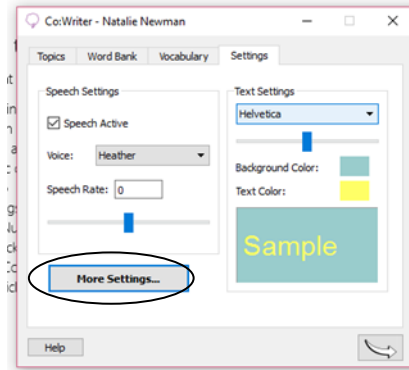 Co:Writer - Natalie Newman
Topics Word Bank Vocabulary Settings
Speech Settings
Speech Active
Voice: Heather
Speech Rate: 0
More Settings...
Text Settings
Helvetica
Background Color:
Text Color:
Sample
Help